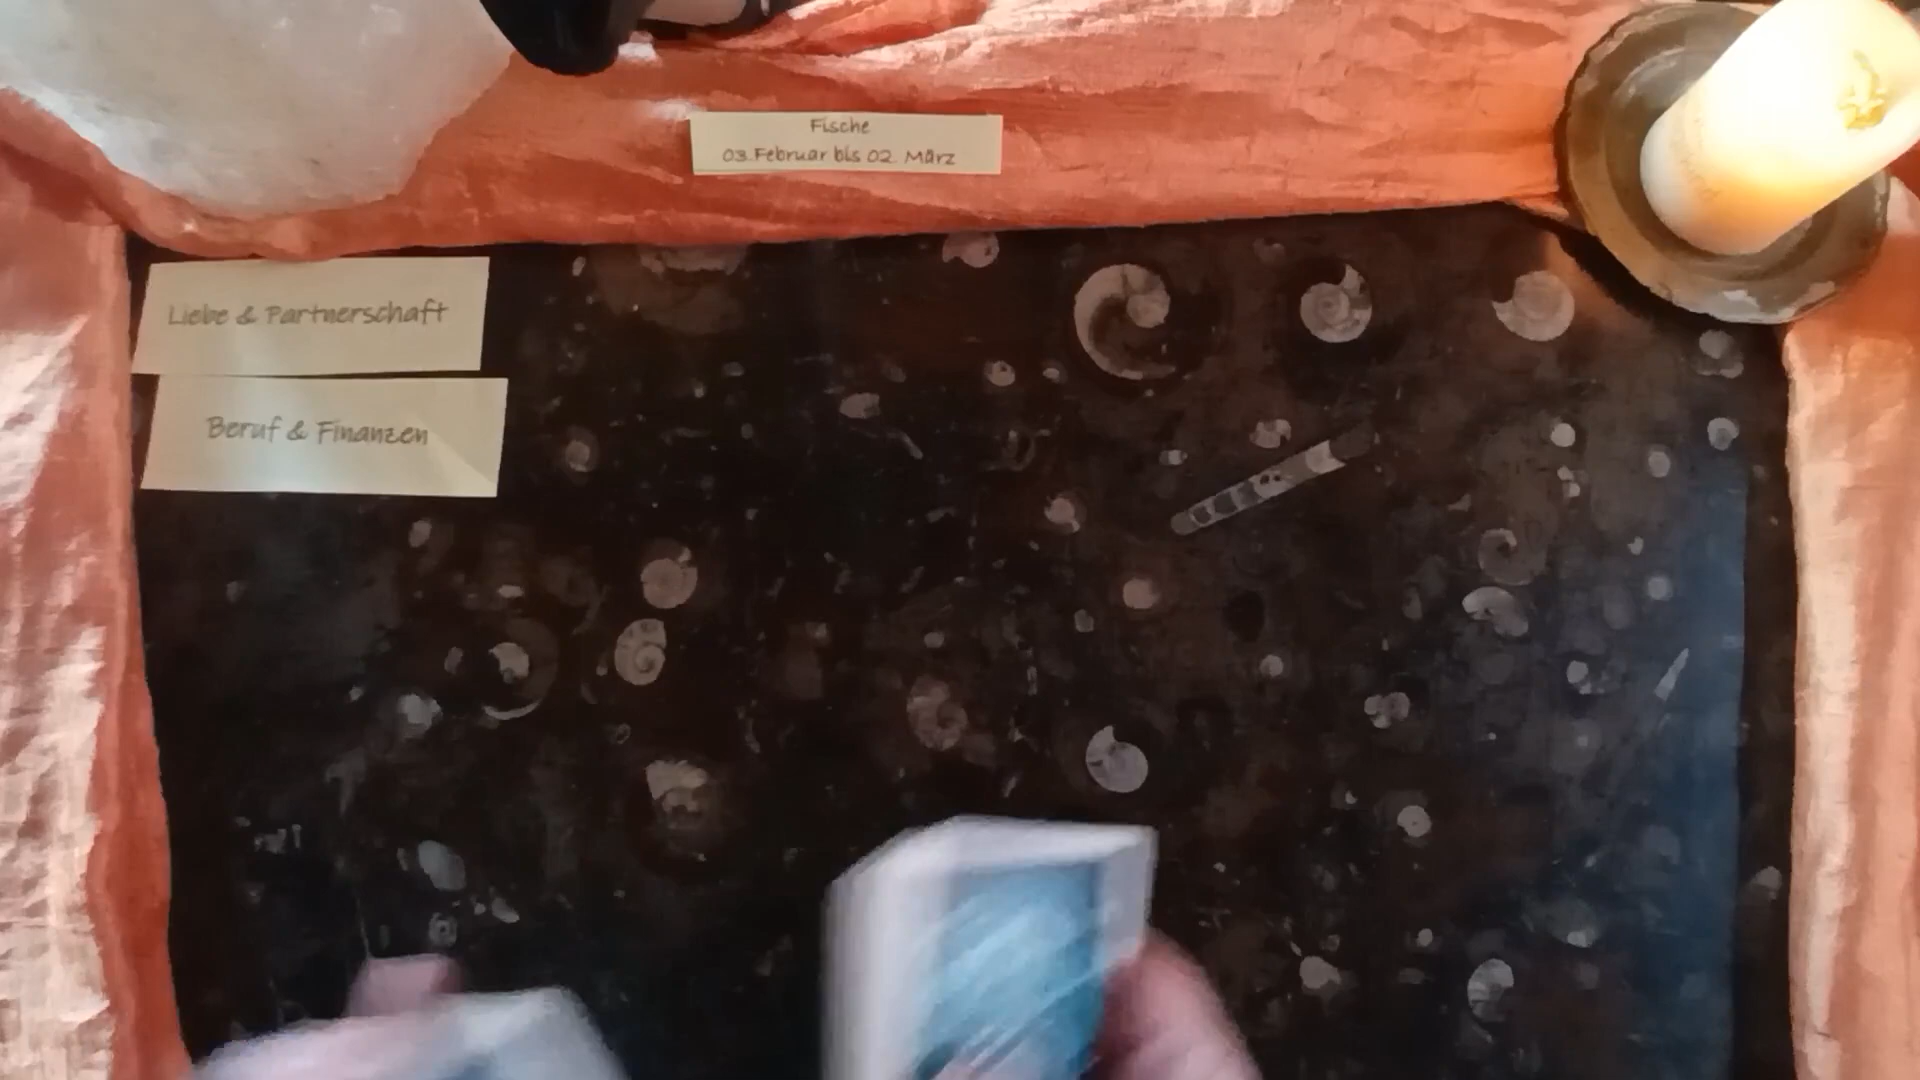 Fische
03.Februar bis 02. März
Liebe & Partnerschaft
Beruf & Finanzen